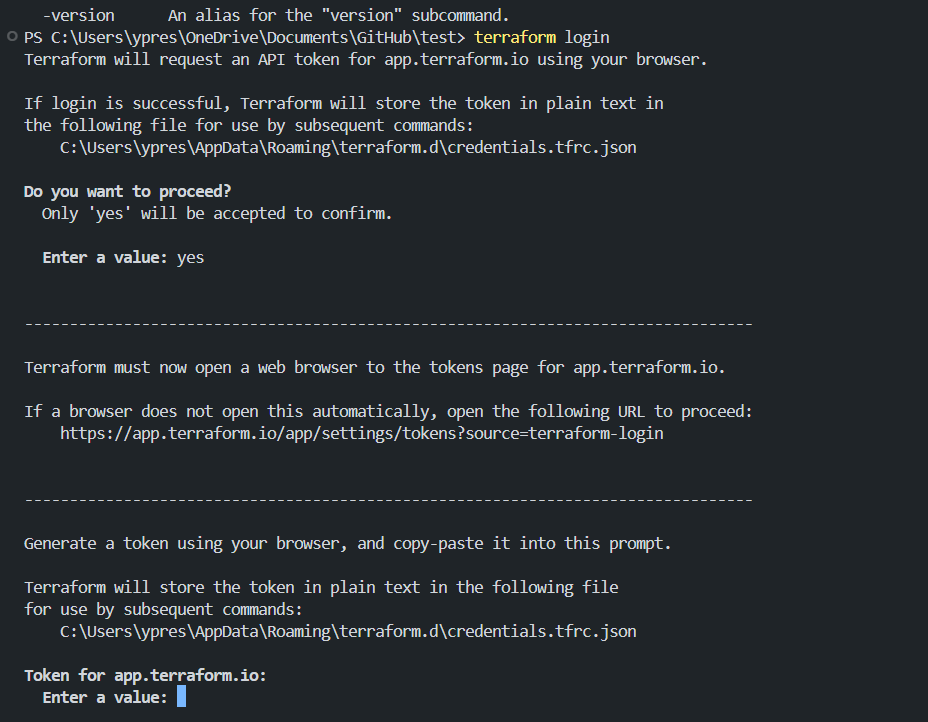 -version      An alias for the "version" subcommand.
PS C:\Users\ypres\OneDrive\Documents\GitHub\test> terraform login
Terraform will request an API token for app.terraform.io using your browser.
If login is successful, Terraform will store the token in plain text in
the following file for use by subsequent commands:
C:\Users\ypres\AppData\Roaming\terraform.d\credentials.tfrc.json
Do you want to proceed?
Only 'yes' will be accepted to confirm.
Enter a value: yes
---------------------------------------------------------------------------------
Terraform must now open a web browser to the tokens page for app.terraform.io.
If a browser does not open this automatically, open the following URL to proceed:
https://app.terraform.io/app/settings/tokens?source=terraform-login
---------------------------------------------------------------------------------
Generate a token using your browser, and copy-paste it into this prompt.
Terraform will store the token in plain text in the following file
for use by subsequent commands:
C:\Users\ypres\AppData\Roaming\terraform.d\credentials.tfrc.json
Token for app.terraform.io:
Enter a value: